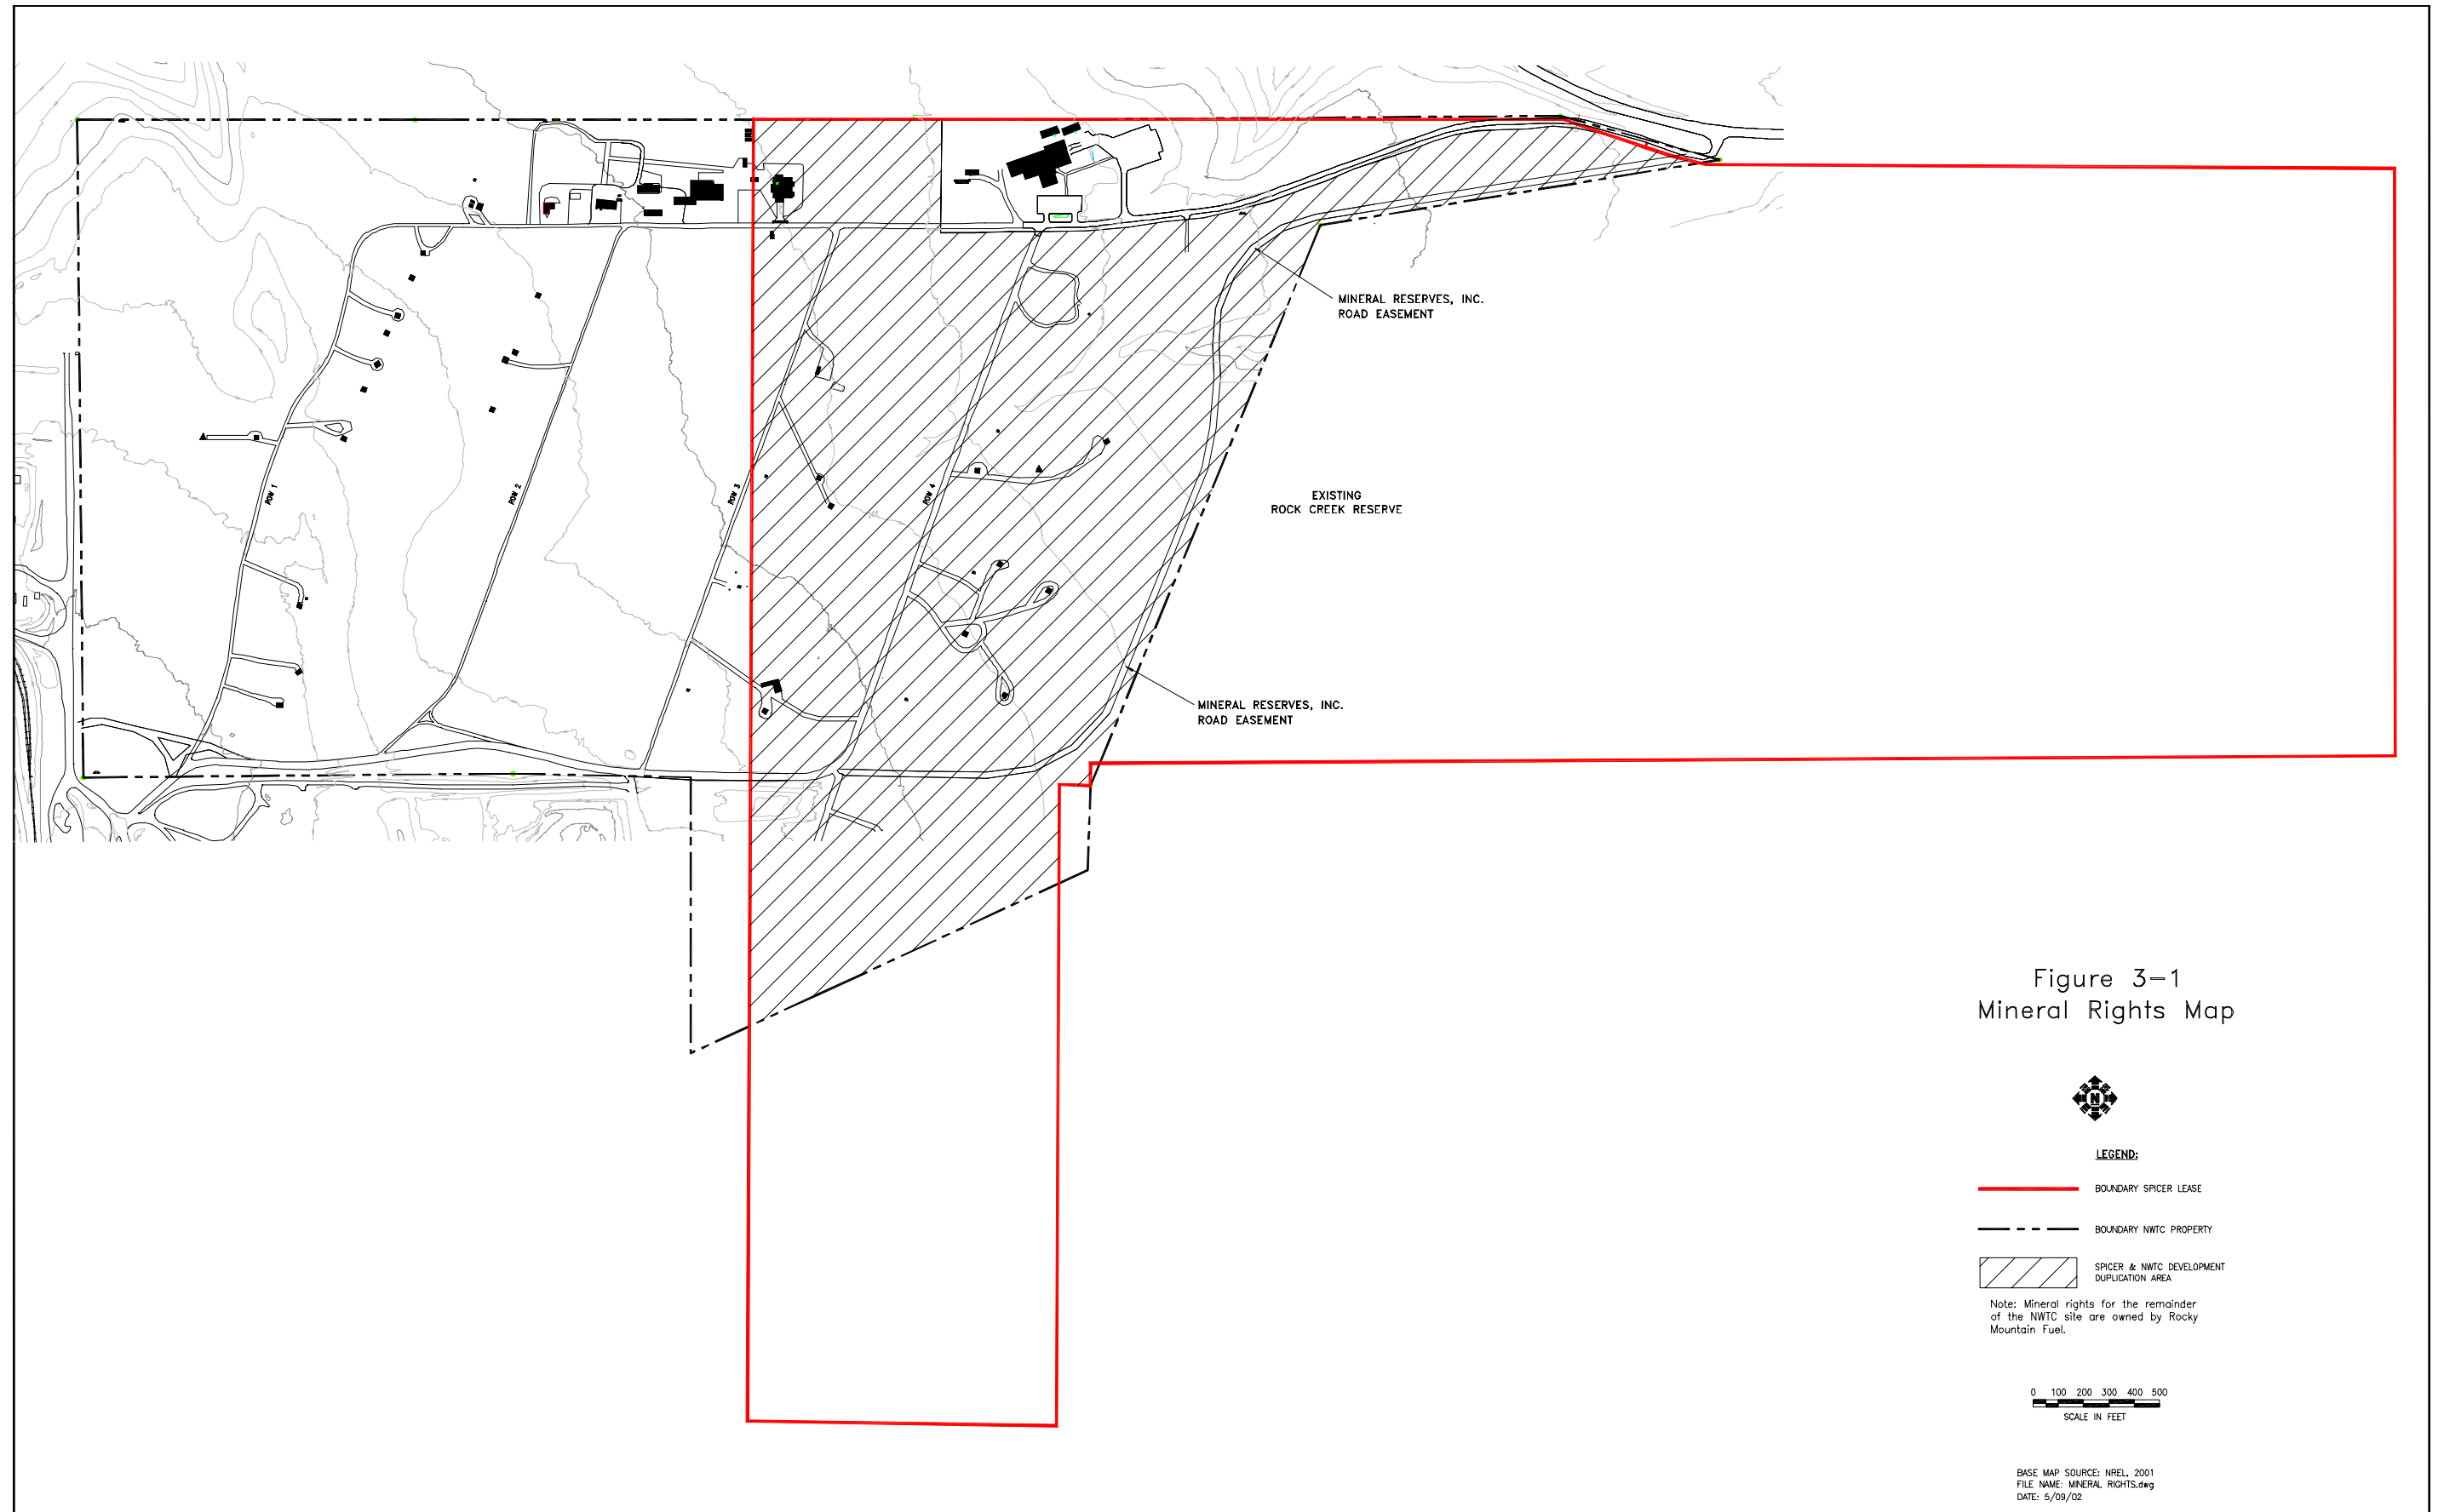 MINERAL RESERVES, INC.
ROAD EASEMENT
ROW 1
ROW 2
ROW 3
ROW 4
EXISTING
ROCK CREEK RESERVE
MINERAL RESERVES, INC.
ROAD EASEMENT
Figure 3-1
Mineral Rights Map
N
LEGEND:
BOUNDARY SPICER LEASE
BOUNDARY NWTC PROPERTY
SPICER & NWTC DEVELOPMENT
DUPLICATION AREA
Note: Mineral rights for the remainder
of the NWTC site are owned by Rocky
Mountain Fuel.
0 100 200 300 400 500
SCALE IN FEET
BASE MAP SOURCE: NREL, 2001
FILE NAME: MINERAL RIGHTS.dwg
DATE: 5/09/02